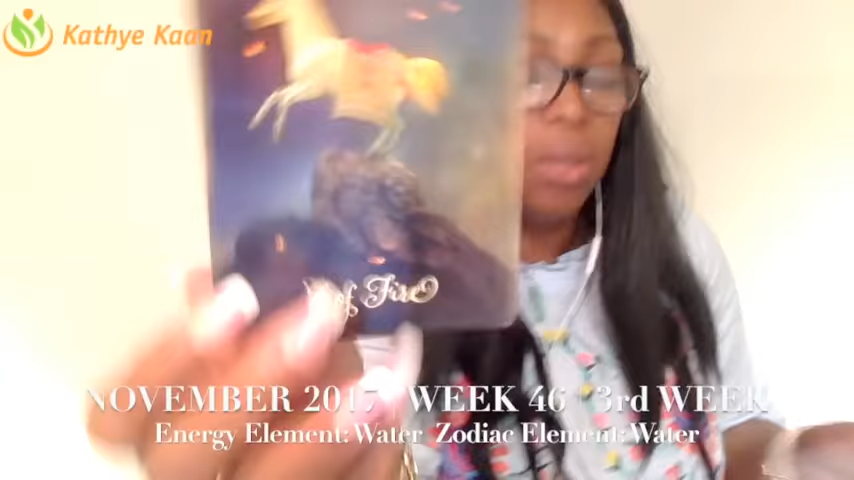 Kathye Kaan
of Fire
NOVEMBER 2017 WEEK 46 3rd WEEK
Energy Element: Water Zodiac Element: Water